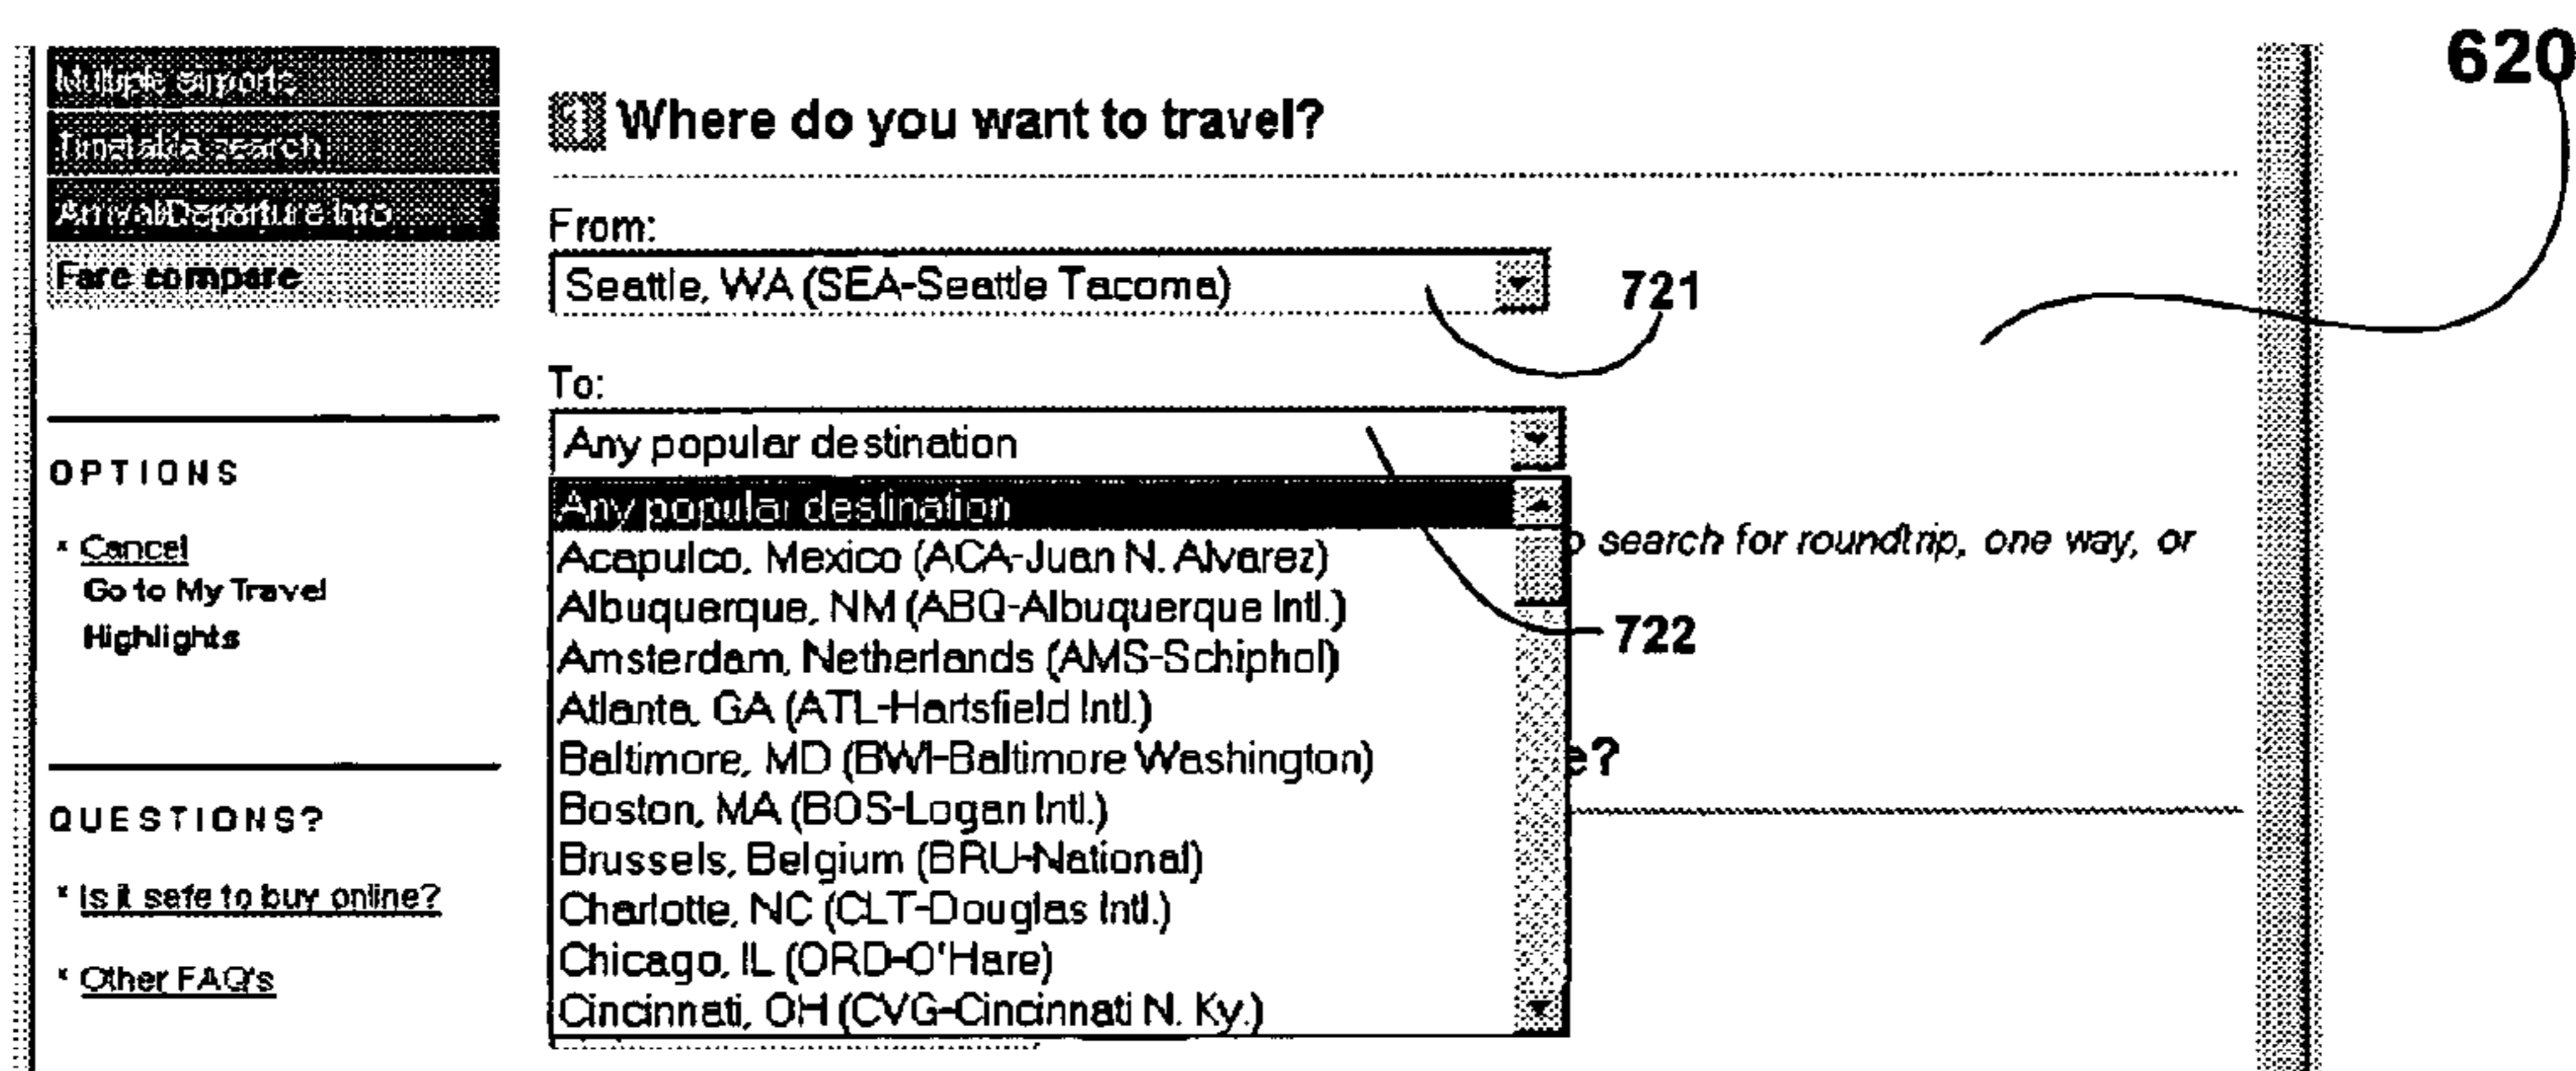 620
Multiple airports
Timetable search
Arrival/Departure Info
Fare compare
OPTIONS
* Cancel
Go to My Travel
Highlights
QUESTIONS?
* Is it safe to buy online?
* Other FAQ's
1 Where do you want to travel?
From:
Seattle, WA (SEA-Seattle Tacoma)
721
To:
Any popular destination
Any popular destination
Acapulco, Mexico (ACA-Juan N. Alvarez)
Albuquerque, NM (ABQ-Albuquerque Intl.)
Amsterdam, Netherlands (AMS-Schiphol)
Atlanta, GA (ATL-Hartsfield Intl.)
Baltimore, MD (BWI-Baltimore Washington)
Boston, MA (BOS-Logan Intl.)
Brussels, Belgium (BRU-National)
Charlotte, NC (CLT-Douglas Intl.)
Chicago, IL (ORD-O'Hare)
Cincinnati, OH (CVG-Cincinnati N. Ky.)
search for roundtrip, one way, or
722
e?